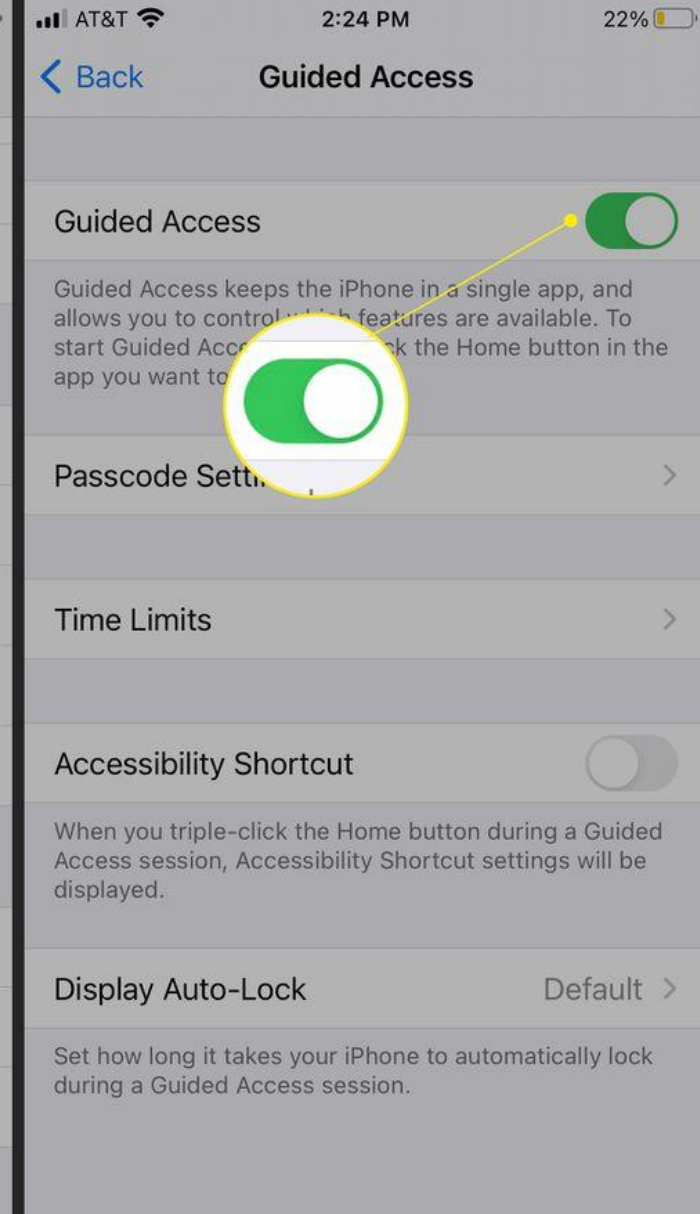 AT&T 2:24 PM 22%
Back Guided Access
Guided Access
Guided Access keeps the iPhone in a single app, and
allows you to control features are available. To
start Guided the Home button in the
app you want to
Passcode
Time Limits
Accessibility Shortcut
When you triple-click the Home button during a Guided
Access session, Accessibility Shortcut settings will be
displayed.
Display Auto-Lock Default
Set how long it takes your iPhone to automatically lock
during a Guided Access session.